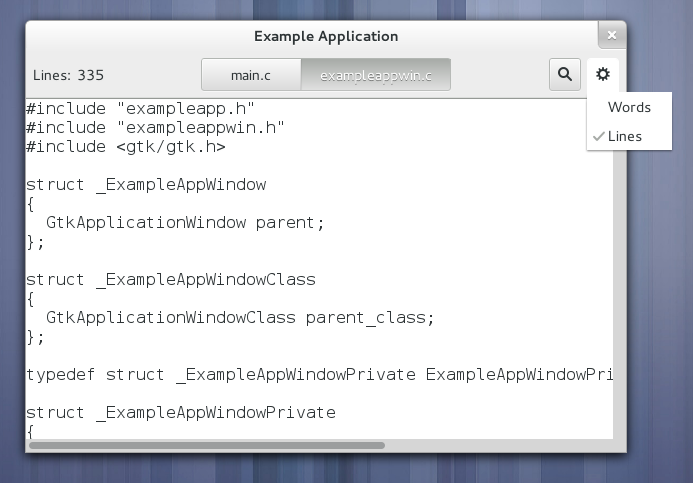 Example Application
Lines: 335
main.c
exampleappwin.c
Words
Lines
#include "exampleapp.h"
#include "exampleappwin.h"
#include <gtk/gtk.h>
struct _ExampleAppWindow
{
  GtkApplicationWindow parent;
};
struct _ExampleAppWindowClass
{
  GtkApplicationWindowClass parent_class;
};
typedef struct _ExampleAppWindowPrivate ExampleAppWindowPri
struct _ExampleAppWindowPrivate
{